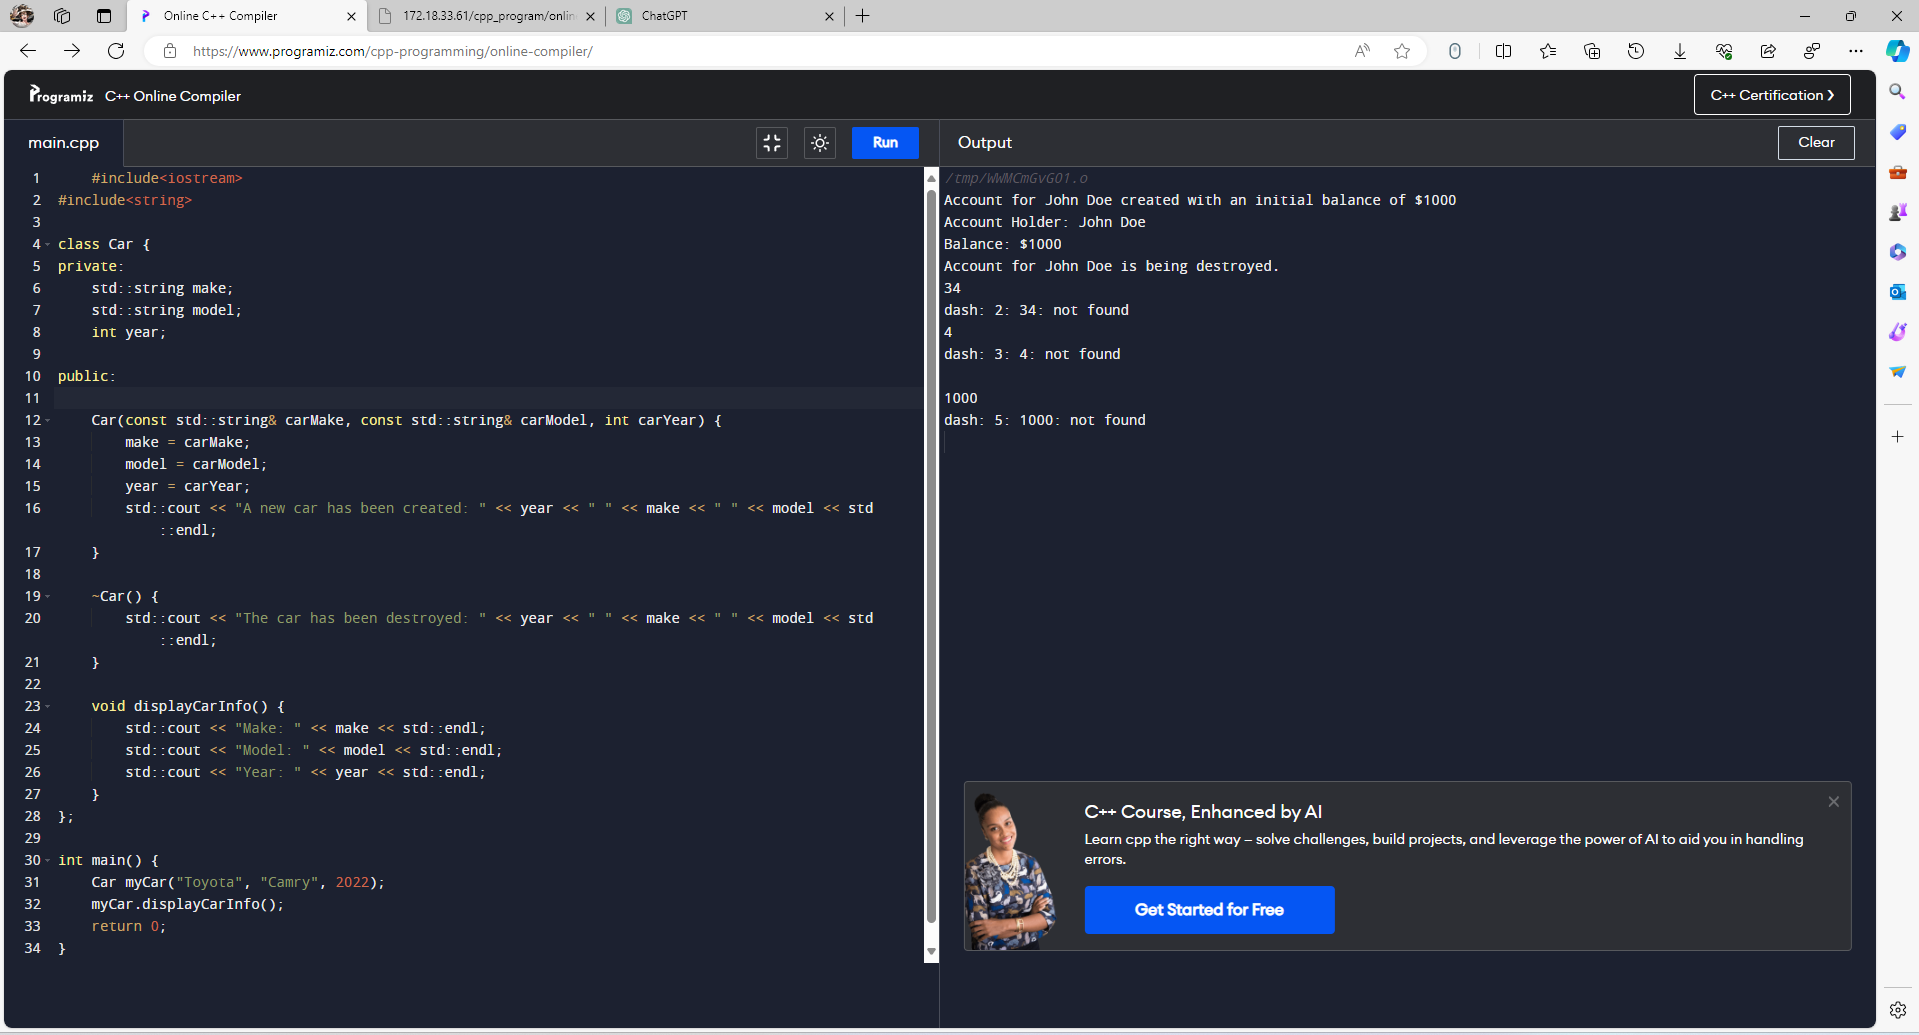 Online C++ Compiler
172.18.33.61/cpp_program/onlin
ChatGPT
https://www.programiz.com/cpp-programming/online-compiler/
Programiz C++ Online Compiler
C++ Certification ❯
main.cpp
Run
Output
Clear
1     #include<iostream>
2 #include<string>
3
4 class Car {
5 private:
6     std::string make;
7     std::string model;
8     int year;
9
10 public:
11
12     Car(const std::string& carMake, const std::string& carModel, int carYear) {
13         make = carMake;
14         model = carModel;
15         year = carYear;
16         std::cout << "A new car has been created: " << year << " " << make << " " << model << std
::endl;
17     }
18
19     ~Car() {
20         std::cout << "The car has been destroyed: " << year << " " << make << " " << model << std
::endl;
21     }
22
23     void displayCarInfo() {
24         std::cout << "Make: " << make << std::endl;
25         std::cout << "Model: " << model << std::endl;
26         std::cout << "Year: " << year << std::endl;
27     }
28 };
29
30 int main() {
31     Car myCar("Toyota", "Camry", 2022);
32     myCar.displayCarInfo();
33     return 0;
34 }
/tmp/WWMCmGvGO1.o
Account for John Doe created with an initial balance of $1000
Account Holder: John Doe
Balance: $1000
Account for John Doe is being destroyed.
34
dash: 2: 34: not found
4
dash: 3: 4: not found
1000
dash: 5: 1000: not found
C++ Course, Enhanced by AI
Learn cpp the right way – solve challenges, build projects, and leverage the power of AI to aid you in handling
errors.
Get Started for Free